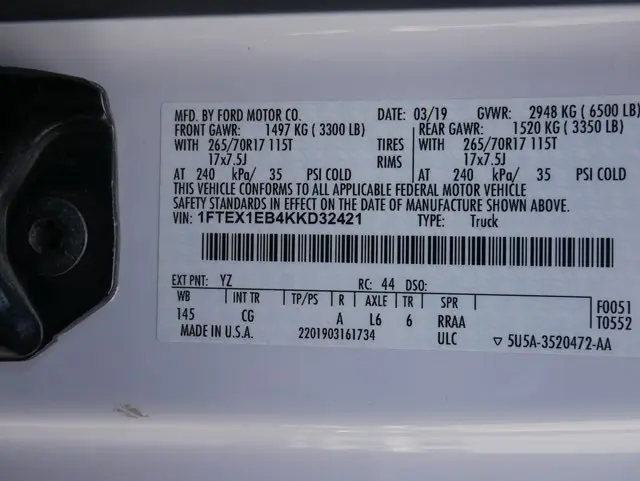 MFD. BY FORD MOTOR CO. DATE: 03/19 GVWR: 2948 KG ( 6500 LB)
FRONT GAWR: 1497 KG ( 3300 LB) REAR GAWR: 1520 KG ( 3350 LB)
WITH 265/70R17 115T TIRES WITH 265/70R17 115T
17x7.5J RIMS 17x7.5J
AT 240 kPa/ 35 PSI COLD AT 240 kPa/ 35 PSI COLD
THIS VEHICLE CONFORMS TO ALL APPLICABLE FEDERAL MOTOR VEHICLE
SAFETY STANDARDS IN EFFECT ON THE DATE OF MANUFACTURE SHOWN ABOVE.
VIN: 1FTEX1EB4KKD32421 TYPE: Truck
EXT PNT: YZ RC: 44 DSO:
WB INT TR TP/PS R AXLE TR SPR F0051
145 CG A L6 6 RRAA T0552
MADE IN U.S.A. 2201903161734 ULC ▽ 5U5A-3520472-AA